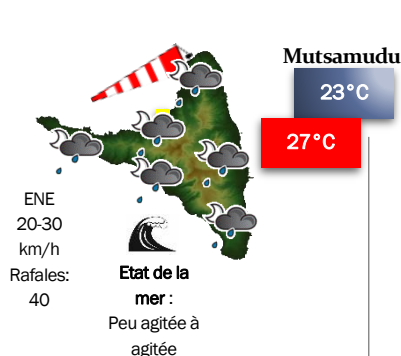 Mutsamudu
23°C
27°C
ENE
20-30
km/h
Rafales:
40
Etat de la
mer :
Peu agitée à
agitée